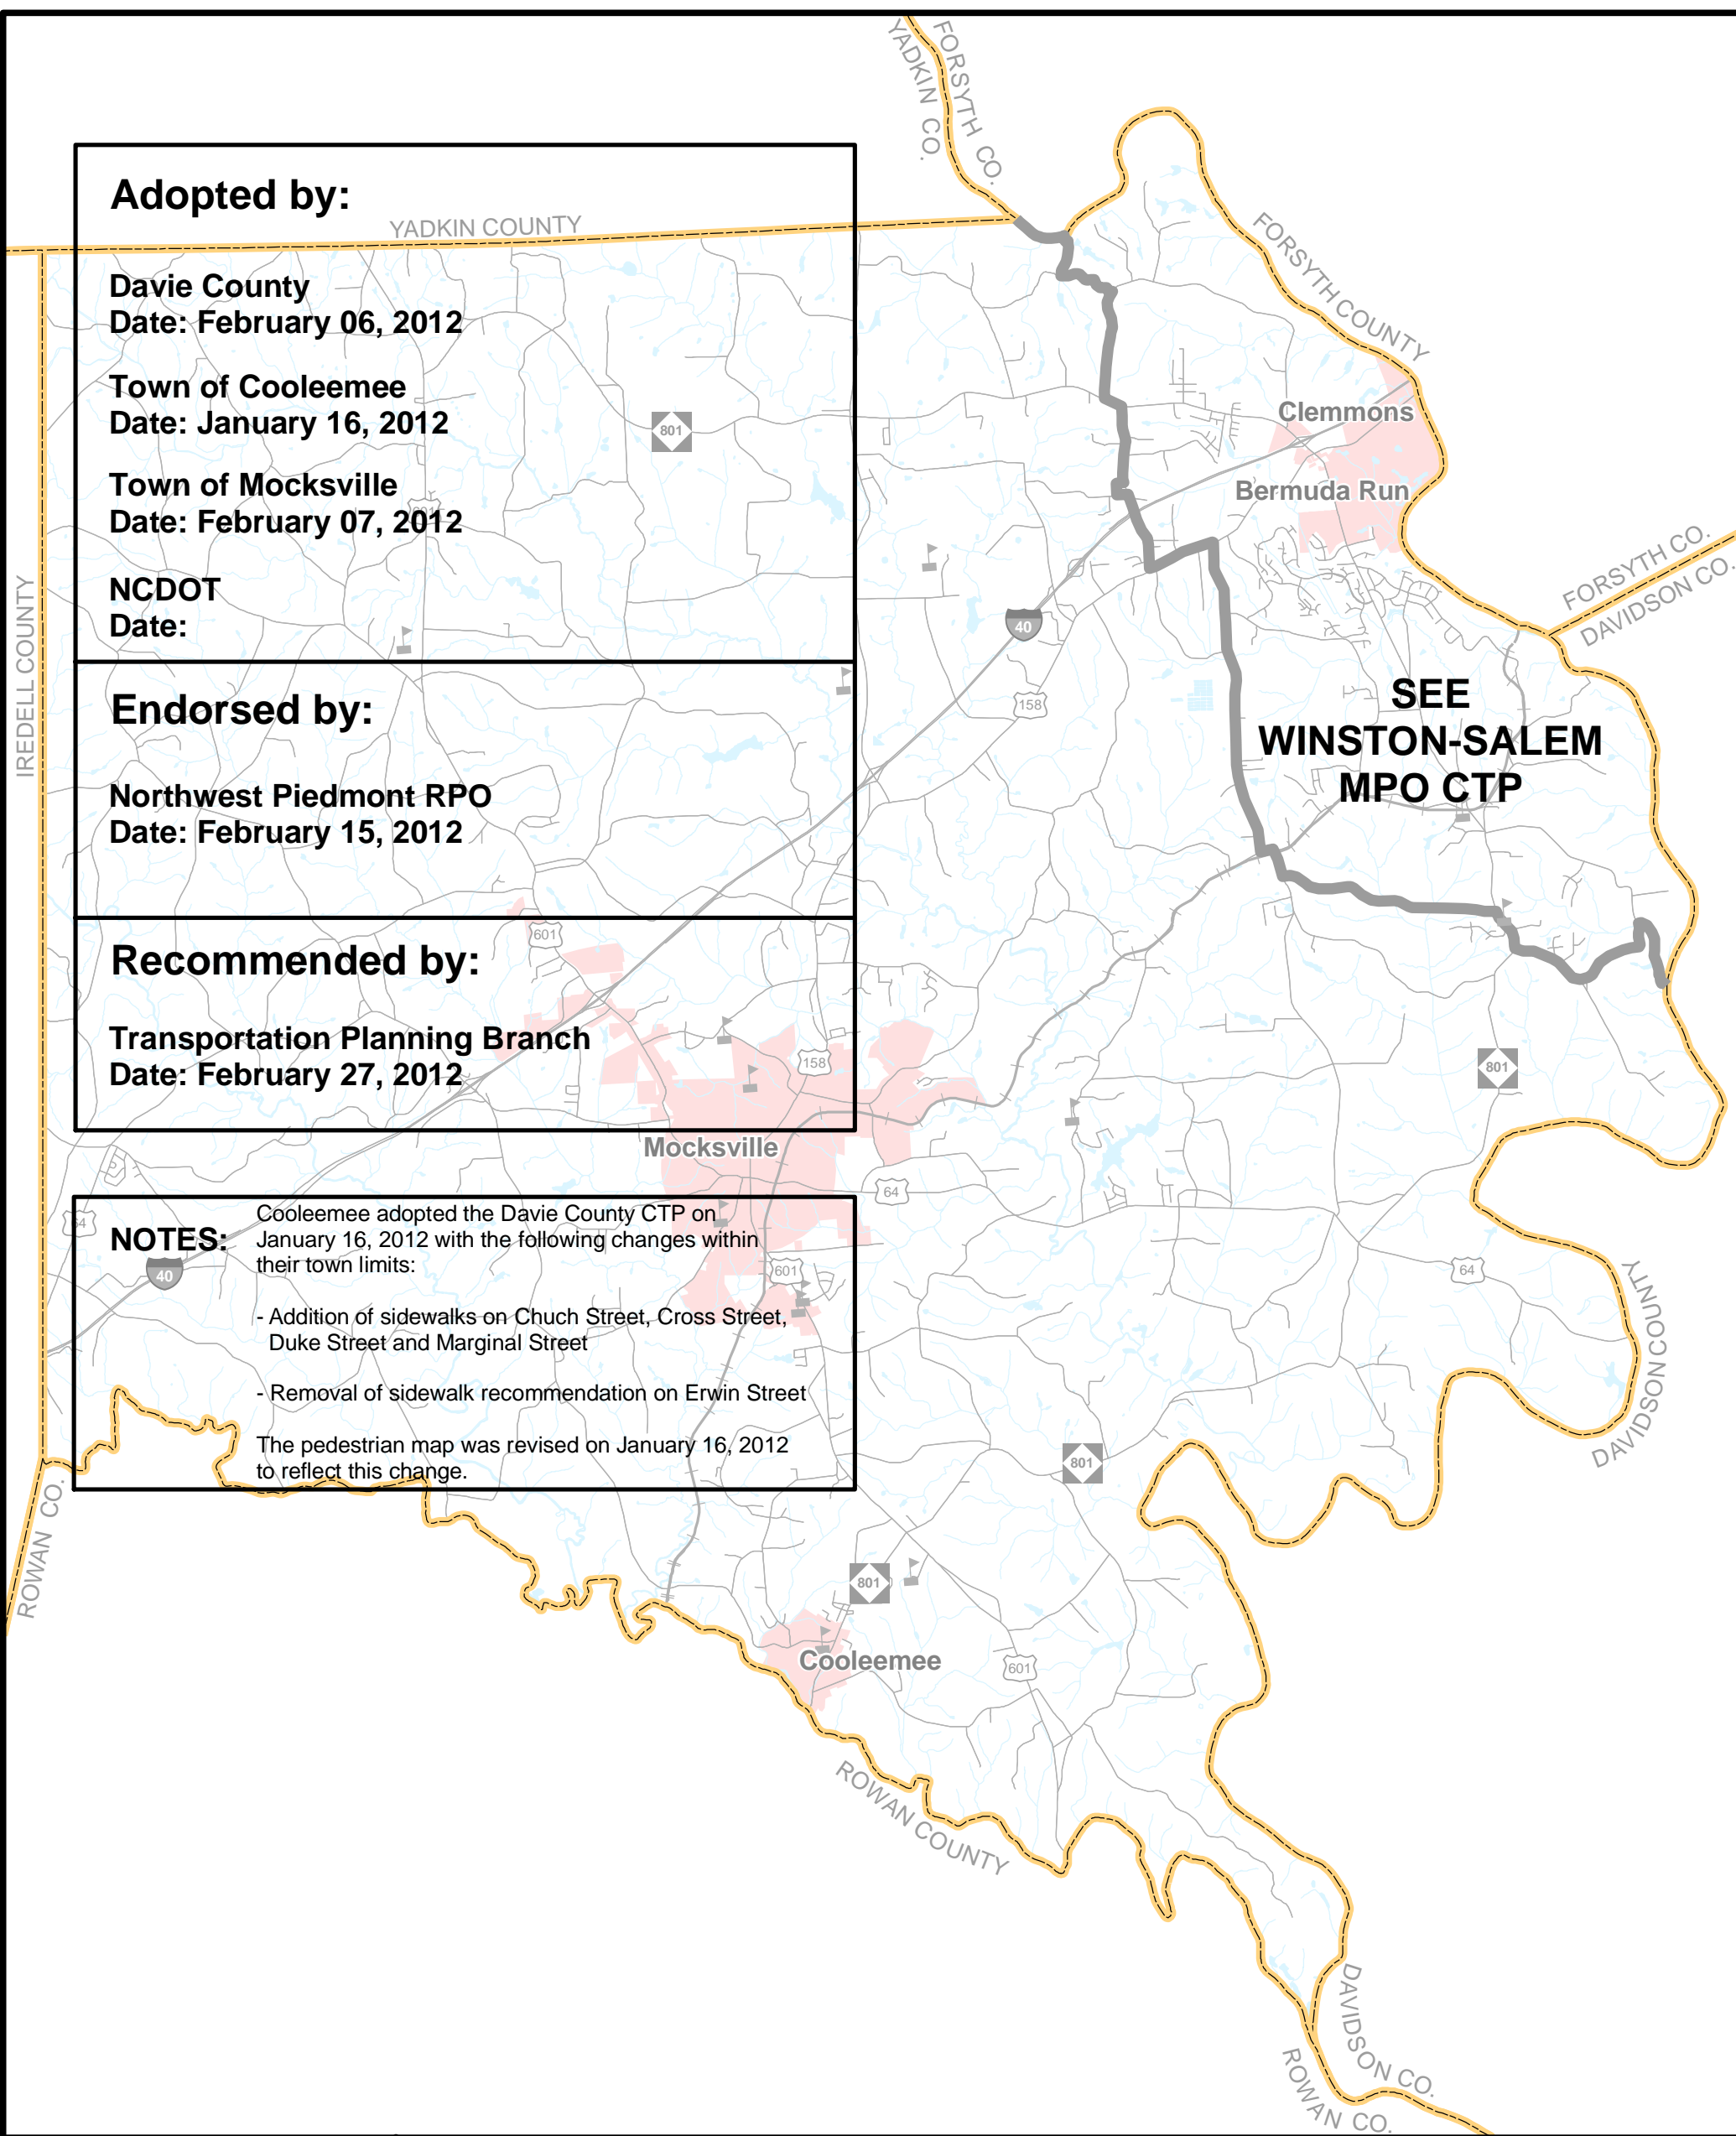 YADKIN CO.
FORSYTH CO.
Adopted by:
YADKIN COUNTY
Davie County
Date: February 06, 2012
Town of Cooleemee
Date: January 16, 2012
801
Town of Mocksville
Date: February 07, 2012
NCDOT
Date:
Endorsed by:
Northwest Piedmont RPO
Date: February 15, 2012
601
Recommended by:
Transportation Planning Branch
Date: February 27, 2012
158
Mocksville
64
NOTES:
Cooleemee adopted the Davie County CTP on
January 16, 2012 with the following changes within
their town limits:
- Addition of sidewalks on Chuch Street, Cross Street,
Duke Street and Marginal Street
- Removal of sidewalk recommendation on Erwin Street
The pedestrian map was revised on January 16, 2012
to reflect this change.
64
40
601
IREDELL COUNTY
ROWAN CO.
FORSYTH COUNTY
Clemmons
Bermuda Run
FORSYTH CO.
DAVIDSON CO.
40
158
SEE
WINSTON-SALEM
MPO CTP
801
64
DAVIDSON COUNTY
801
801
Cooleemee
601
ROWAN COUNTY
DAVIDSON CO.
ROWAN CO.